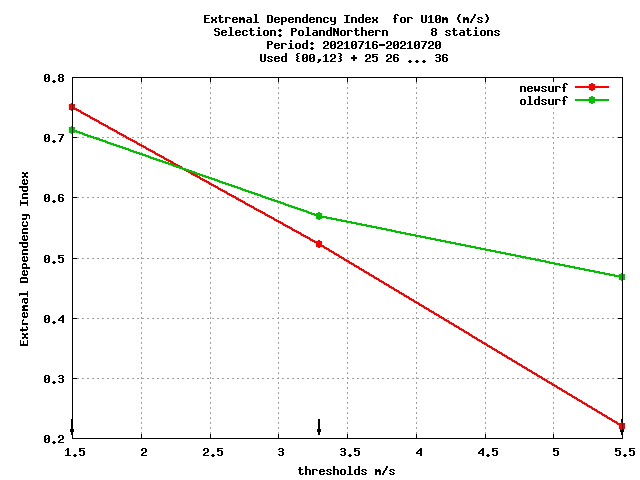 Extremal Dependency Index  for U10m (m/s)
Selection: PolandNorthern      8 stations
Period: 20210716-20210720
Used {00,12} + 25 26 ... 36
newsurf
oldsurf
Extremal Dependency Index
0.8
0.7
0.6
0.5
0.4
0.3
0.2
1.5 2 2.5 3 3.5 4 4.5 5 5.5
thresholds m/s